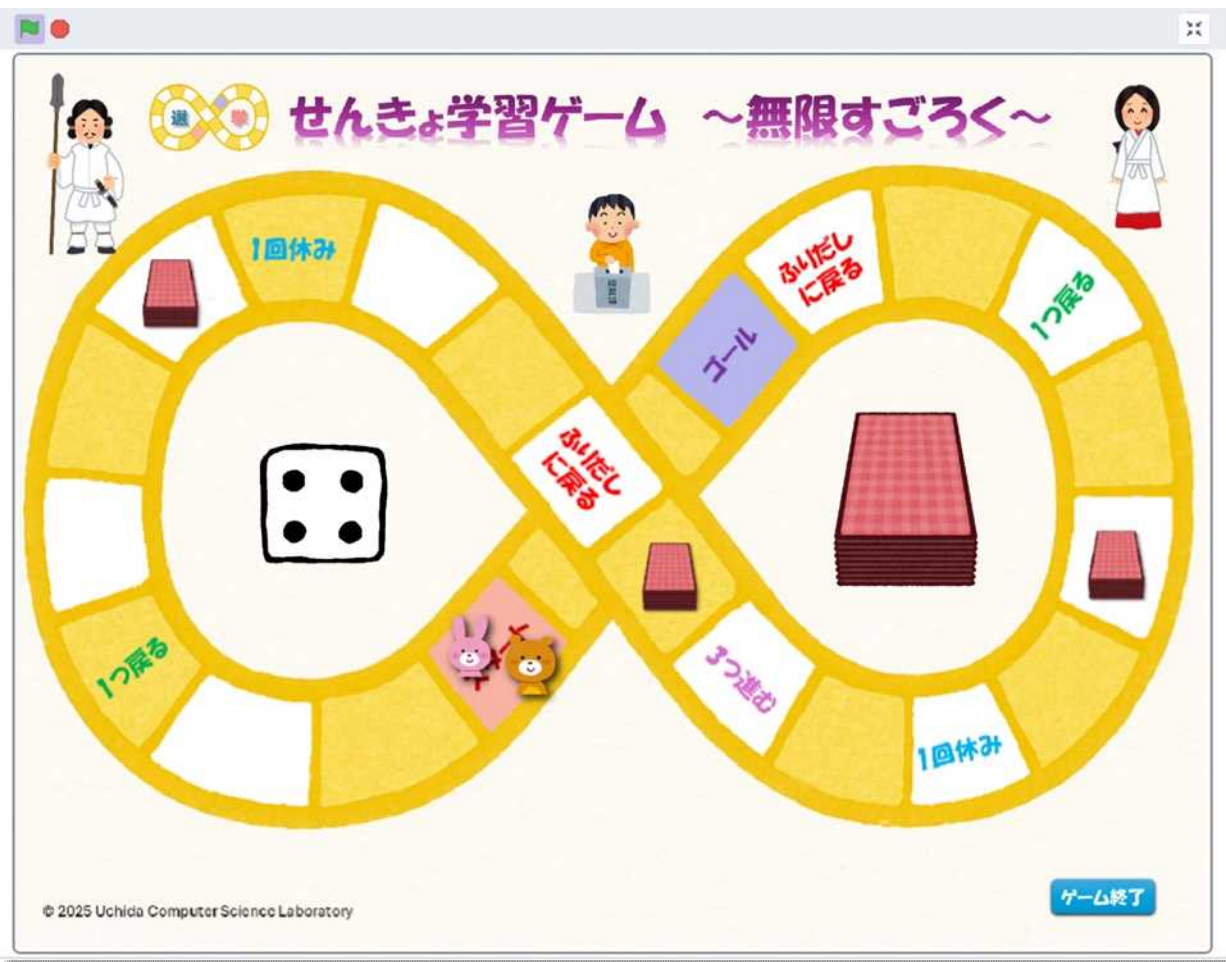 選 挙
せんきょ学習ゲーム ～無限すごろく～
1回休み
ふりだし
に戻る
1つ戻る
ゴール
ふりだし
に戻る
1つ戻る
3つ進む
1回休み
ゲーム終了
© 2025 Uchida Computer Science Laboratory